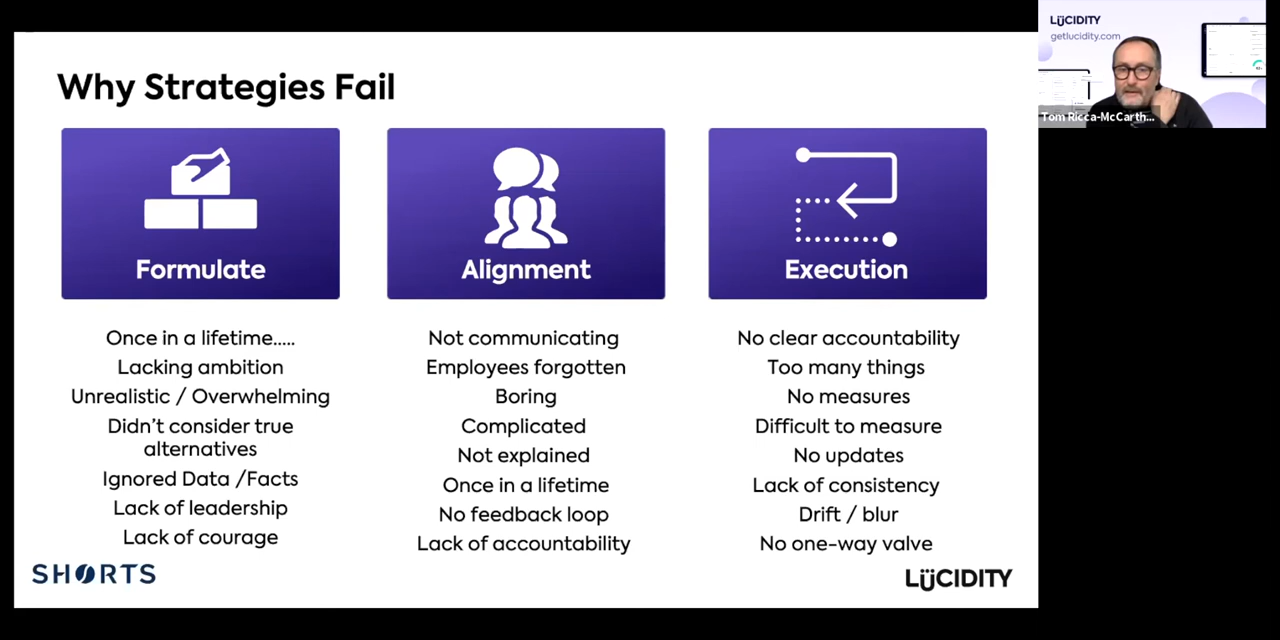 Why Strategies Fail
Formulate
Once in a lifetime.....
Lacking ambition
Unrealistic / Overwhelming
Didn't consider true
alternatives
Ignored Data /Facts
Lack of leadership
Lack of courage
Alignment
Not communicating
Employees forgotten
Boring
Complicated
Not explained
Once in a lifetime
No feedback loop
Lack of accountability
Execution
No clear accountability
Too many things
No measures
Difficult to measure
No updates
Lack of consistency
Drift / blur
No one-way valve
SHORTS
LÜCIDITY
LÜCIDITY
getlucidity.com
Tom Ricca-McCarth...